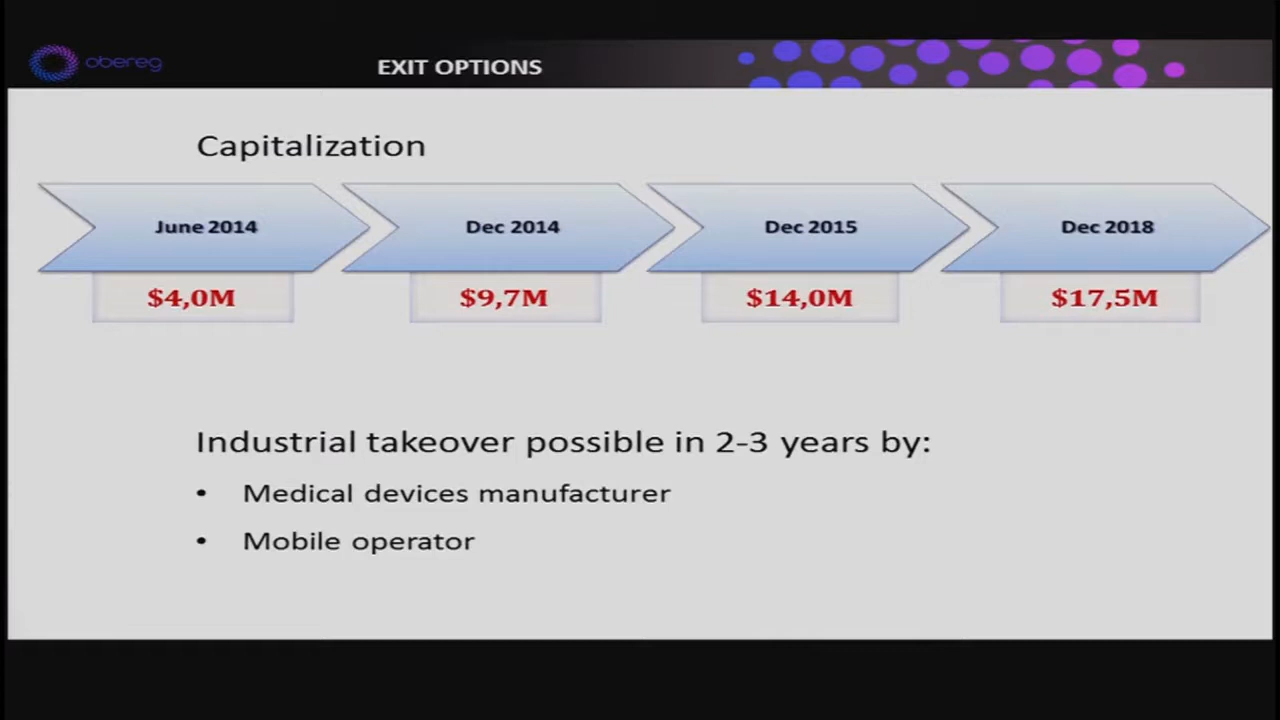 obereg
EXIT OPTIONS
Capitalization
June 2014
Dec 2014
Dec 2015
Dec 2018
$4,0M
$9,7M
$14,0M
$17,5M
Industrial takeover possible in 2-3 years by:
• Medical devices manufacturer
• Mobile operator